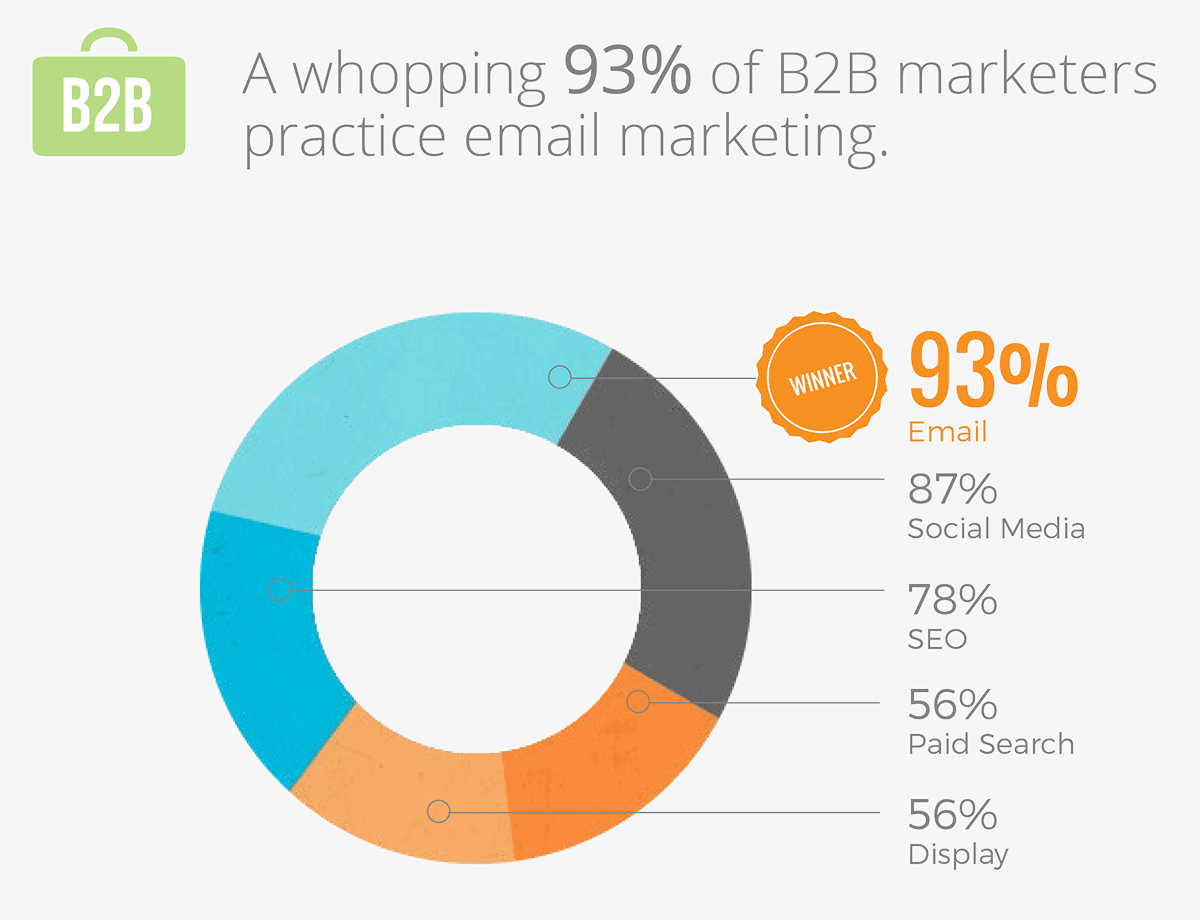 B2B
A whopping 93% of B2B marketers
practice email marketing.
WINNER
93%
Email
87%
Social Media
78%
SEO
56%
Paid Search
56%
Display